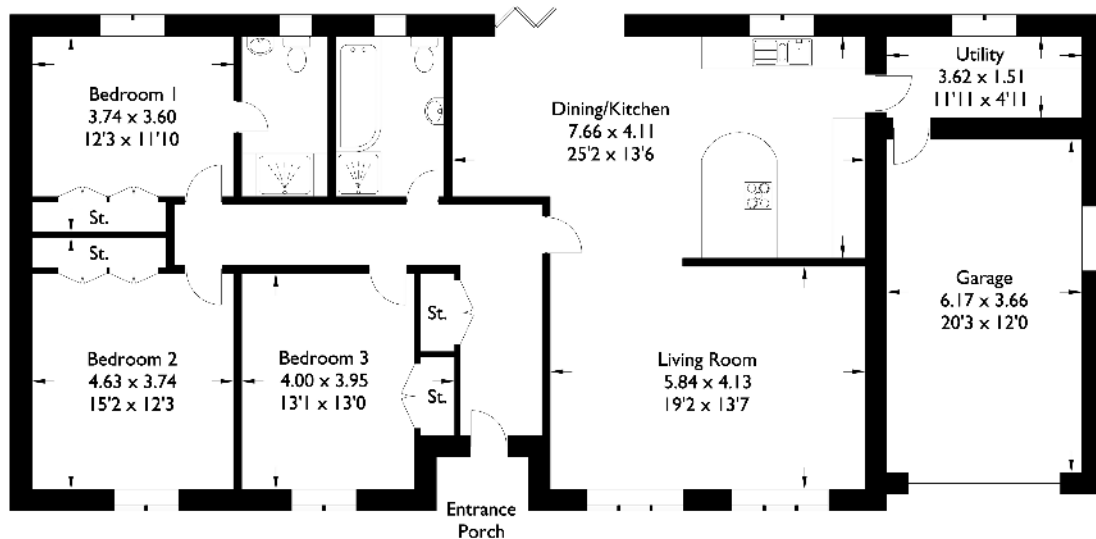 Bedroom 1
3.74 x 3.60
12'3 x 11'10
Dining/Kitchen
7.66 x 4.11
25'2 x 13'6
Utility
3.62 x 1.51
11'11 x 4'11
St.
St.
St.
St.
Bedroom 2
4.63 x 3.74
15'2 x 12'3
Bedroom 3
4.00 x 3.95
13'1 x 13'0
Living Room
5.84 x 4.13
19'2 x 13'7
Garage
6.17 x 3.66
20'3 x 12'0
Entrance
Porch